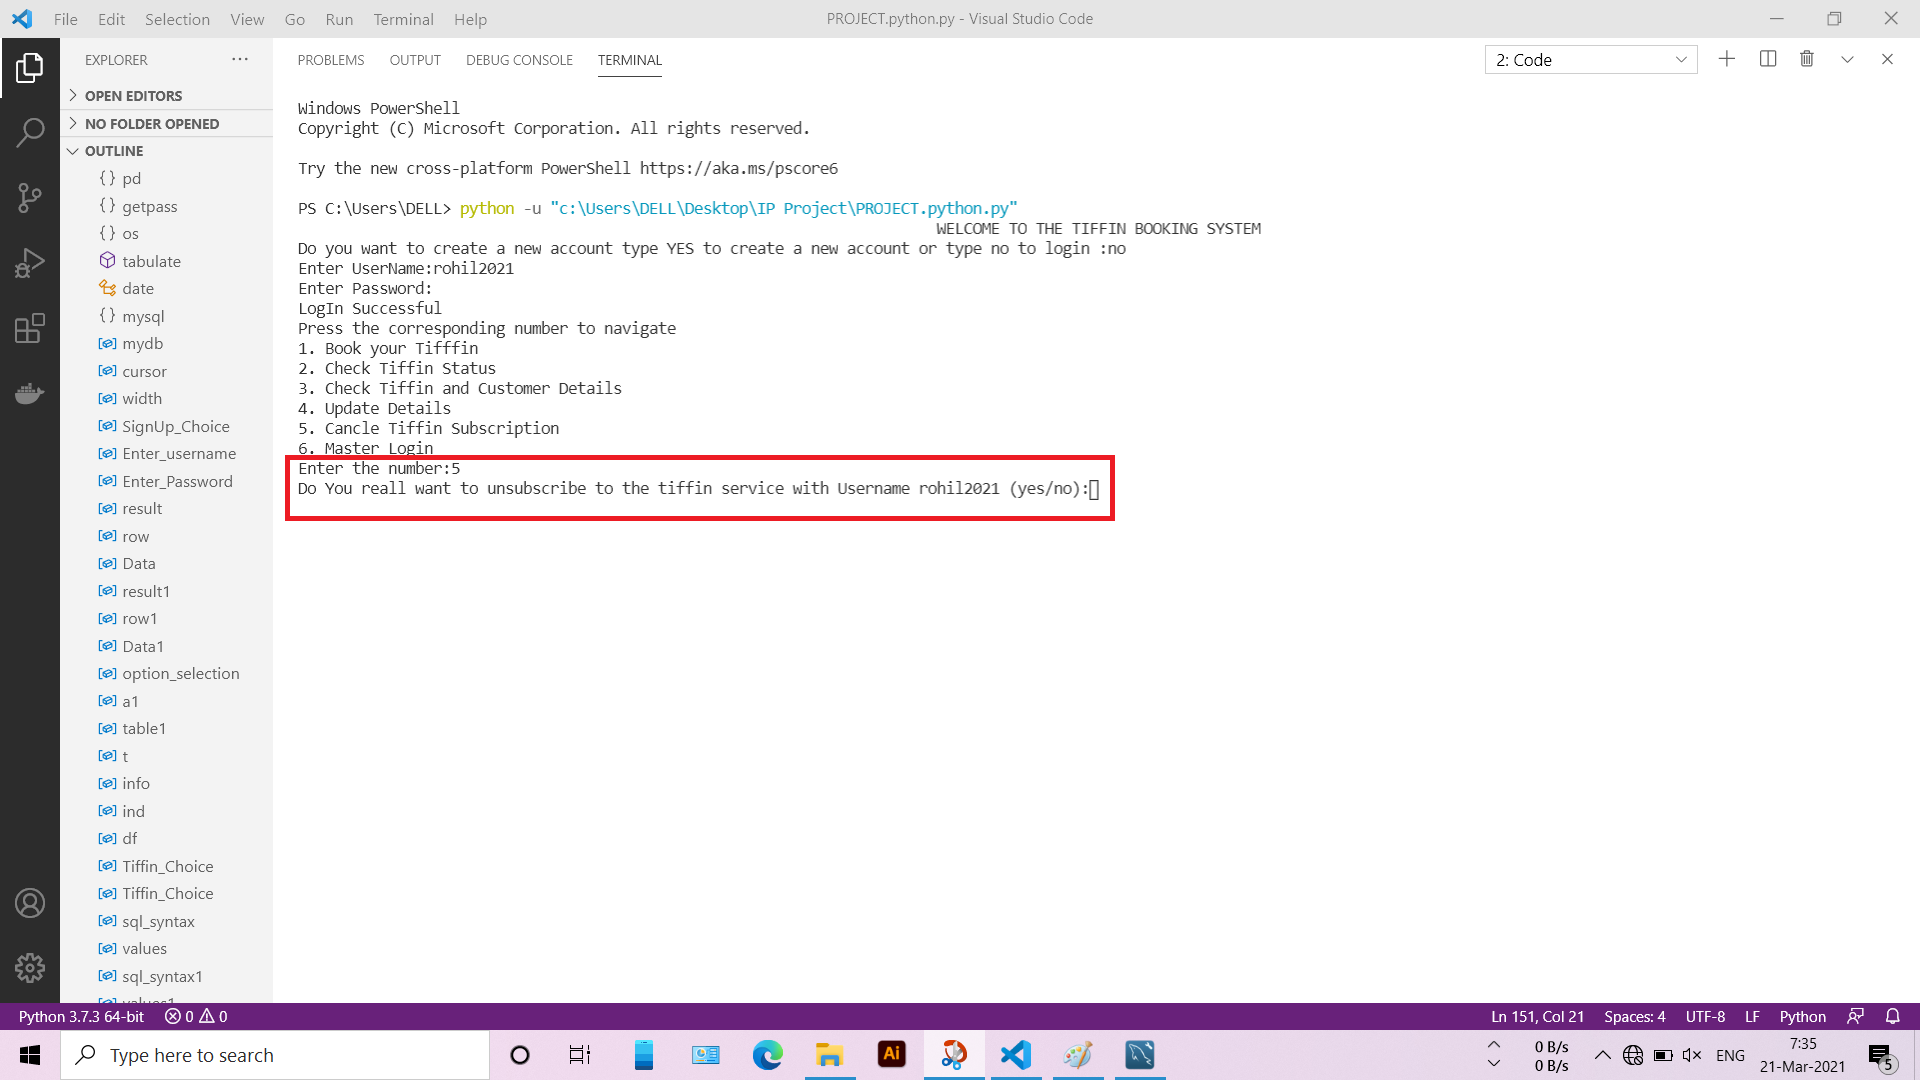 File Edit Selection View Go Run Terminal Help
PROJECT.python.py - Visual Studio Code
EXPLORER
OPEN EDITORS
NO FOLDER OPENED
OUTLINE
pd
getpass
os
tabulate
date
mysql
mydb
cursor
width
SignUp_Choice
Enter_username
Enter_Password
result
row
Data
result1
row1
Data1
option_selection
a1
table1
t
info
ind
df
Tiffin_Choice
Tiffin_Choice
sql_syntax
values
sql_syntax1
values1
PROBLEMS OUTPUT DEBUG CONSOLE TERMINAL
2: Code
Windows PowerShell
Copyright (C) Microsoft Corporation. All rights reserved.
Try the new cross-platform PowerShell https://aka.ms/pscore6
PS C:\Users\DELL> python -u "c:\Users\DELL\Desktop\IP Project\PROJECT.python.py"
WELCOME TO THE TIFFIN BOOKING SYSTEM
Do you want to create a new account type YES to create a new account or type no to login :no
Enter UserName:rohil2021
Enter Password:
LogIn Successful
Press the corresponding number to navigate
1. Book your Tifffin
2. Check Tiffin Status
3. Check Tiffin and Customer Details
4. Update Details
5. Cancle Tiffin Subscription
6. Master Login
Enter the number:5
Do You reall want to unsubscribe to the tiffin service with Username rohil2021 (yes/no):
Python 3.7.3 64-bit 0 0
Ln 151, Col 21 Spaces: 4 UTF-8 LF Python
Type here to search
Ai
0 B/s
0 B/s
ENG
7:35
21-Mar-2021
5